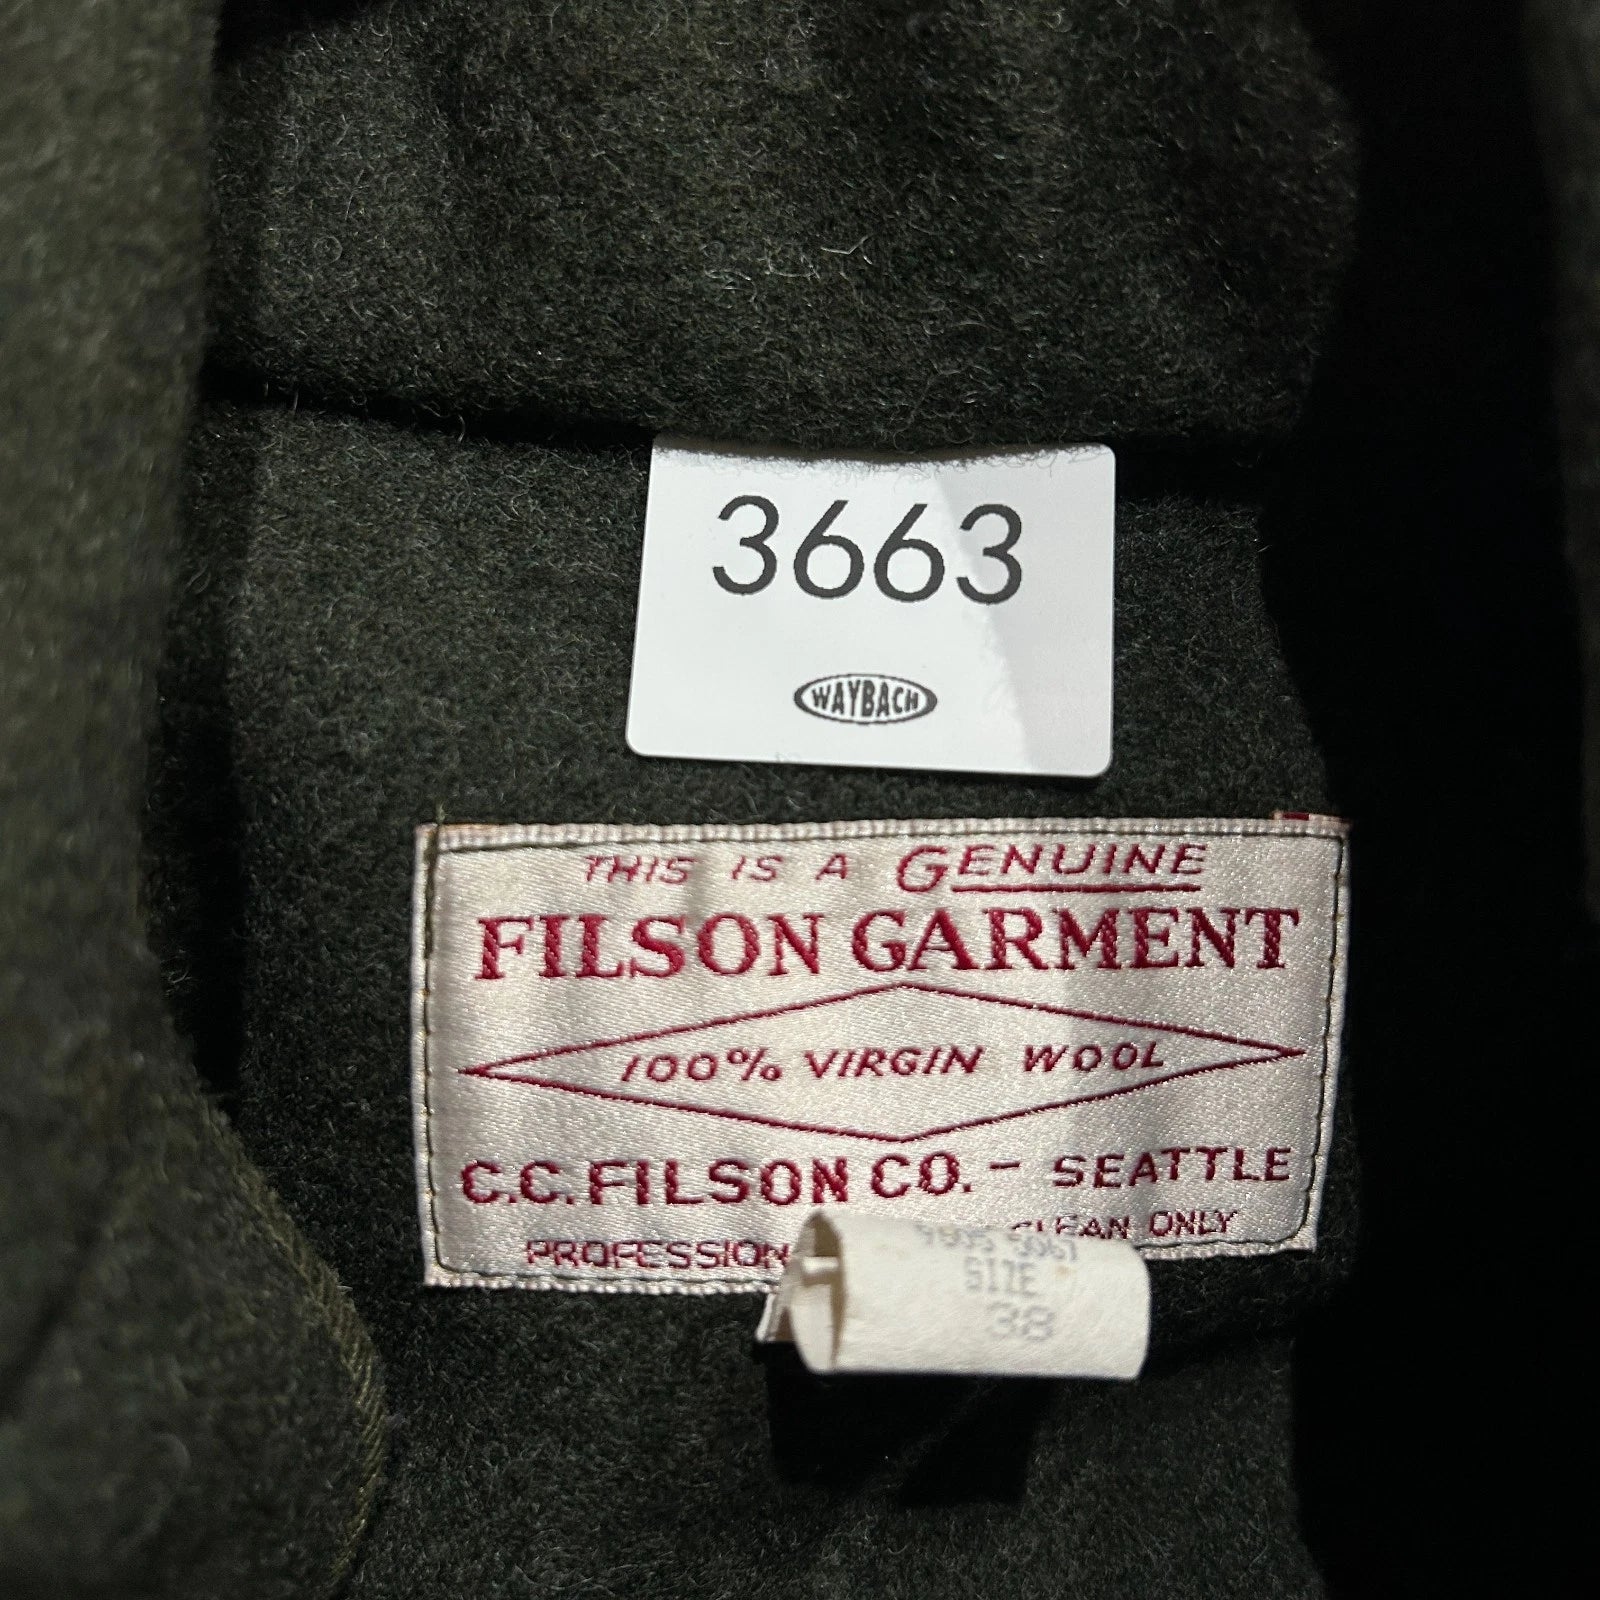 3663
WAYBACH
THIS IS A GENUINE
FILSON GARMENT
100% VIRGIN WOOL
C.C. FILSON CO. – SEATTLE
CLEAN ONLY
SIZE
38